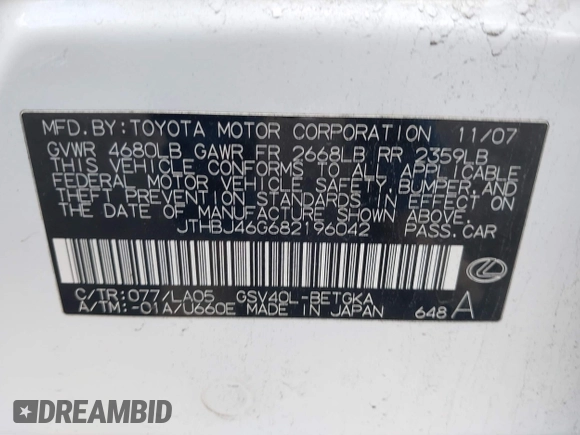 MFD.BY:TOYOTA MOTOR CORPORATION 11/07
GVWR 4680LB GAWR FR 2668LB RR 2359LB
THIS VEHICLE CONFORMS TO ALL APPLICABLE
FEDERAL MOTOR VEHICLE SAFETY, BUMPER, AND
THEFT PREVENTION STANDARDS IN EFFECT ON
THE DATE OF MANUFACTURE SHOWN ABOVE.
JTHBJ46G682196042 PASS.CAR
C/TR:077/LA05 GSV40L-BETGKA
A/TM:-01A/U660E MADE IN JAPAN 648 A
DREAMBID